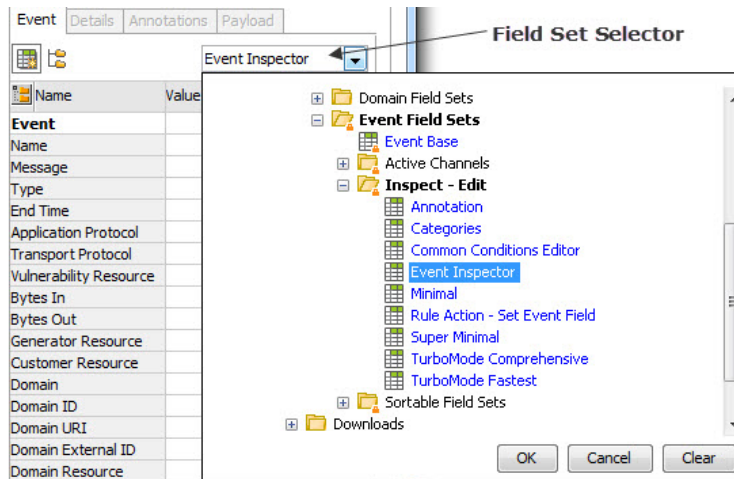 Event Details Annotations Payload
Field Set Selector
Event Inspector
Name Value
Event
Name
Message
Type
End Time
Application Protocol
Transport Protocol
Vulnerability Resource
Bytes In
Bytes Out
Generator Resource
Customer Resource
Domain
Domain ID
Domain URI
Domain External ID
Domain Resource
Domain Field Sets
Event Field Sets
Event Base
Active Channels
Inspect - Edit
Annotation
Categories
Common Conditions Editor
Event Inspector
Minimal
Rule Action - Set Event Field
Super Minimal
TurboMode Comprehensive
TurboMode Fastest
Sortable Field Sets
Downloads
OK Cancel Clear